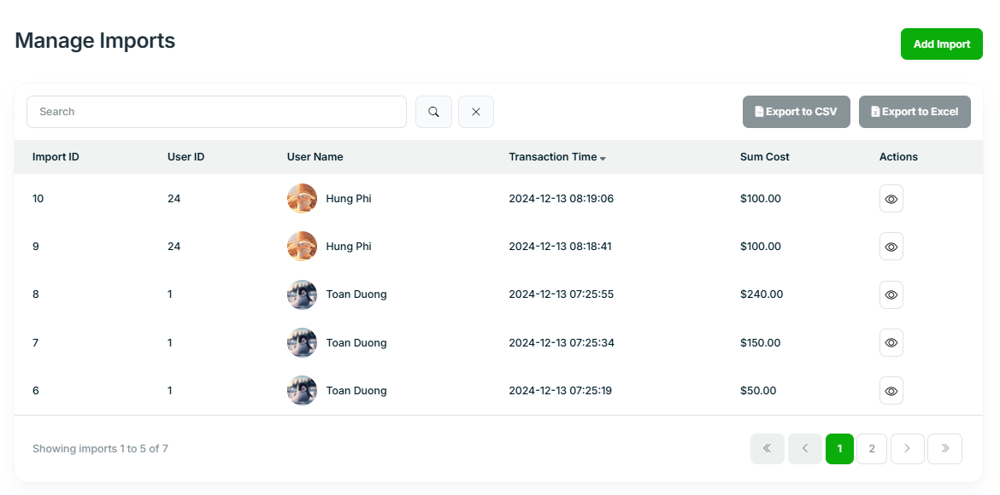 Manage Imports
Add Import
Search
Export to CSV
Export to Excel
Import ID User ID User Name Transaction Time Sum Cost Actions
10 24 Hung Phi 2024-12-13 08:19:06 $100.00
9 24 Hung Phi 2024-12-13 08:18:41 $100.00
8 1 Toan Duong 2024-12-13 07:25:55 $240.00
7 1 Toan Duong 2024-12-13 07:25:34 $150.00
6 1 Toan Duong 2024-12-13 07:25:19 $50.00
Showing imports 1 to 5 of 7
« ‹ 1 2 › »